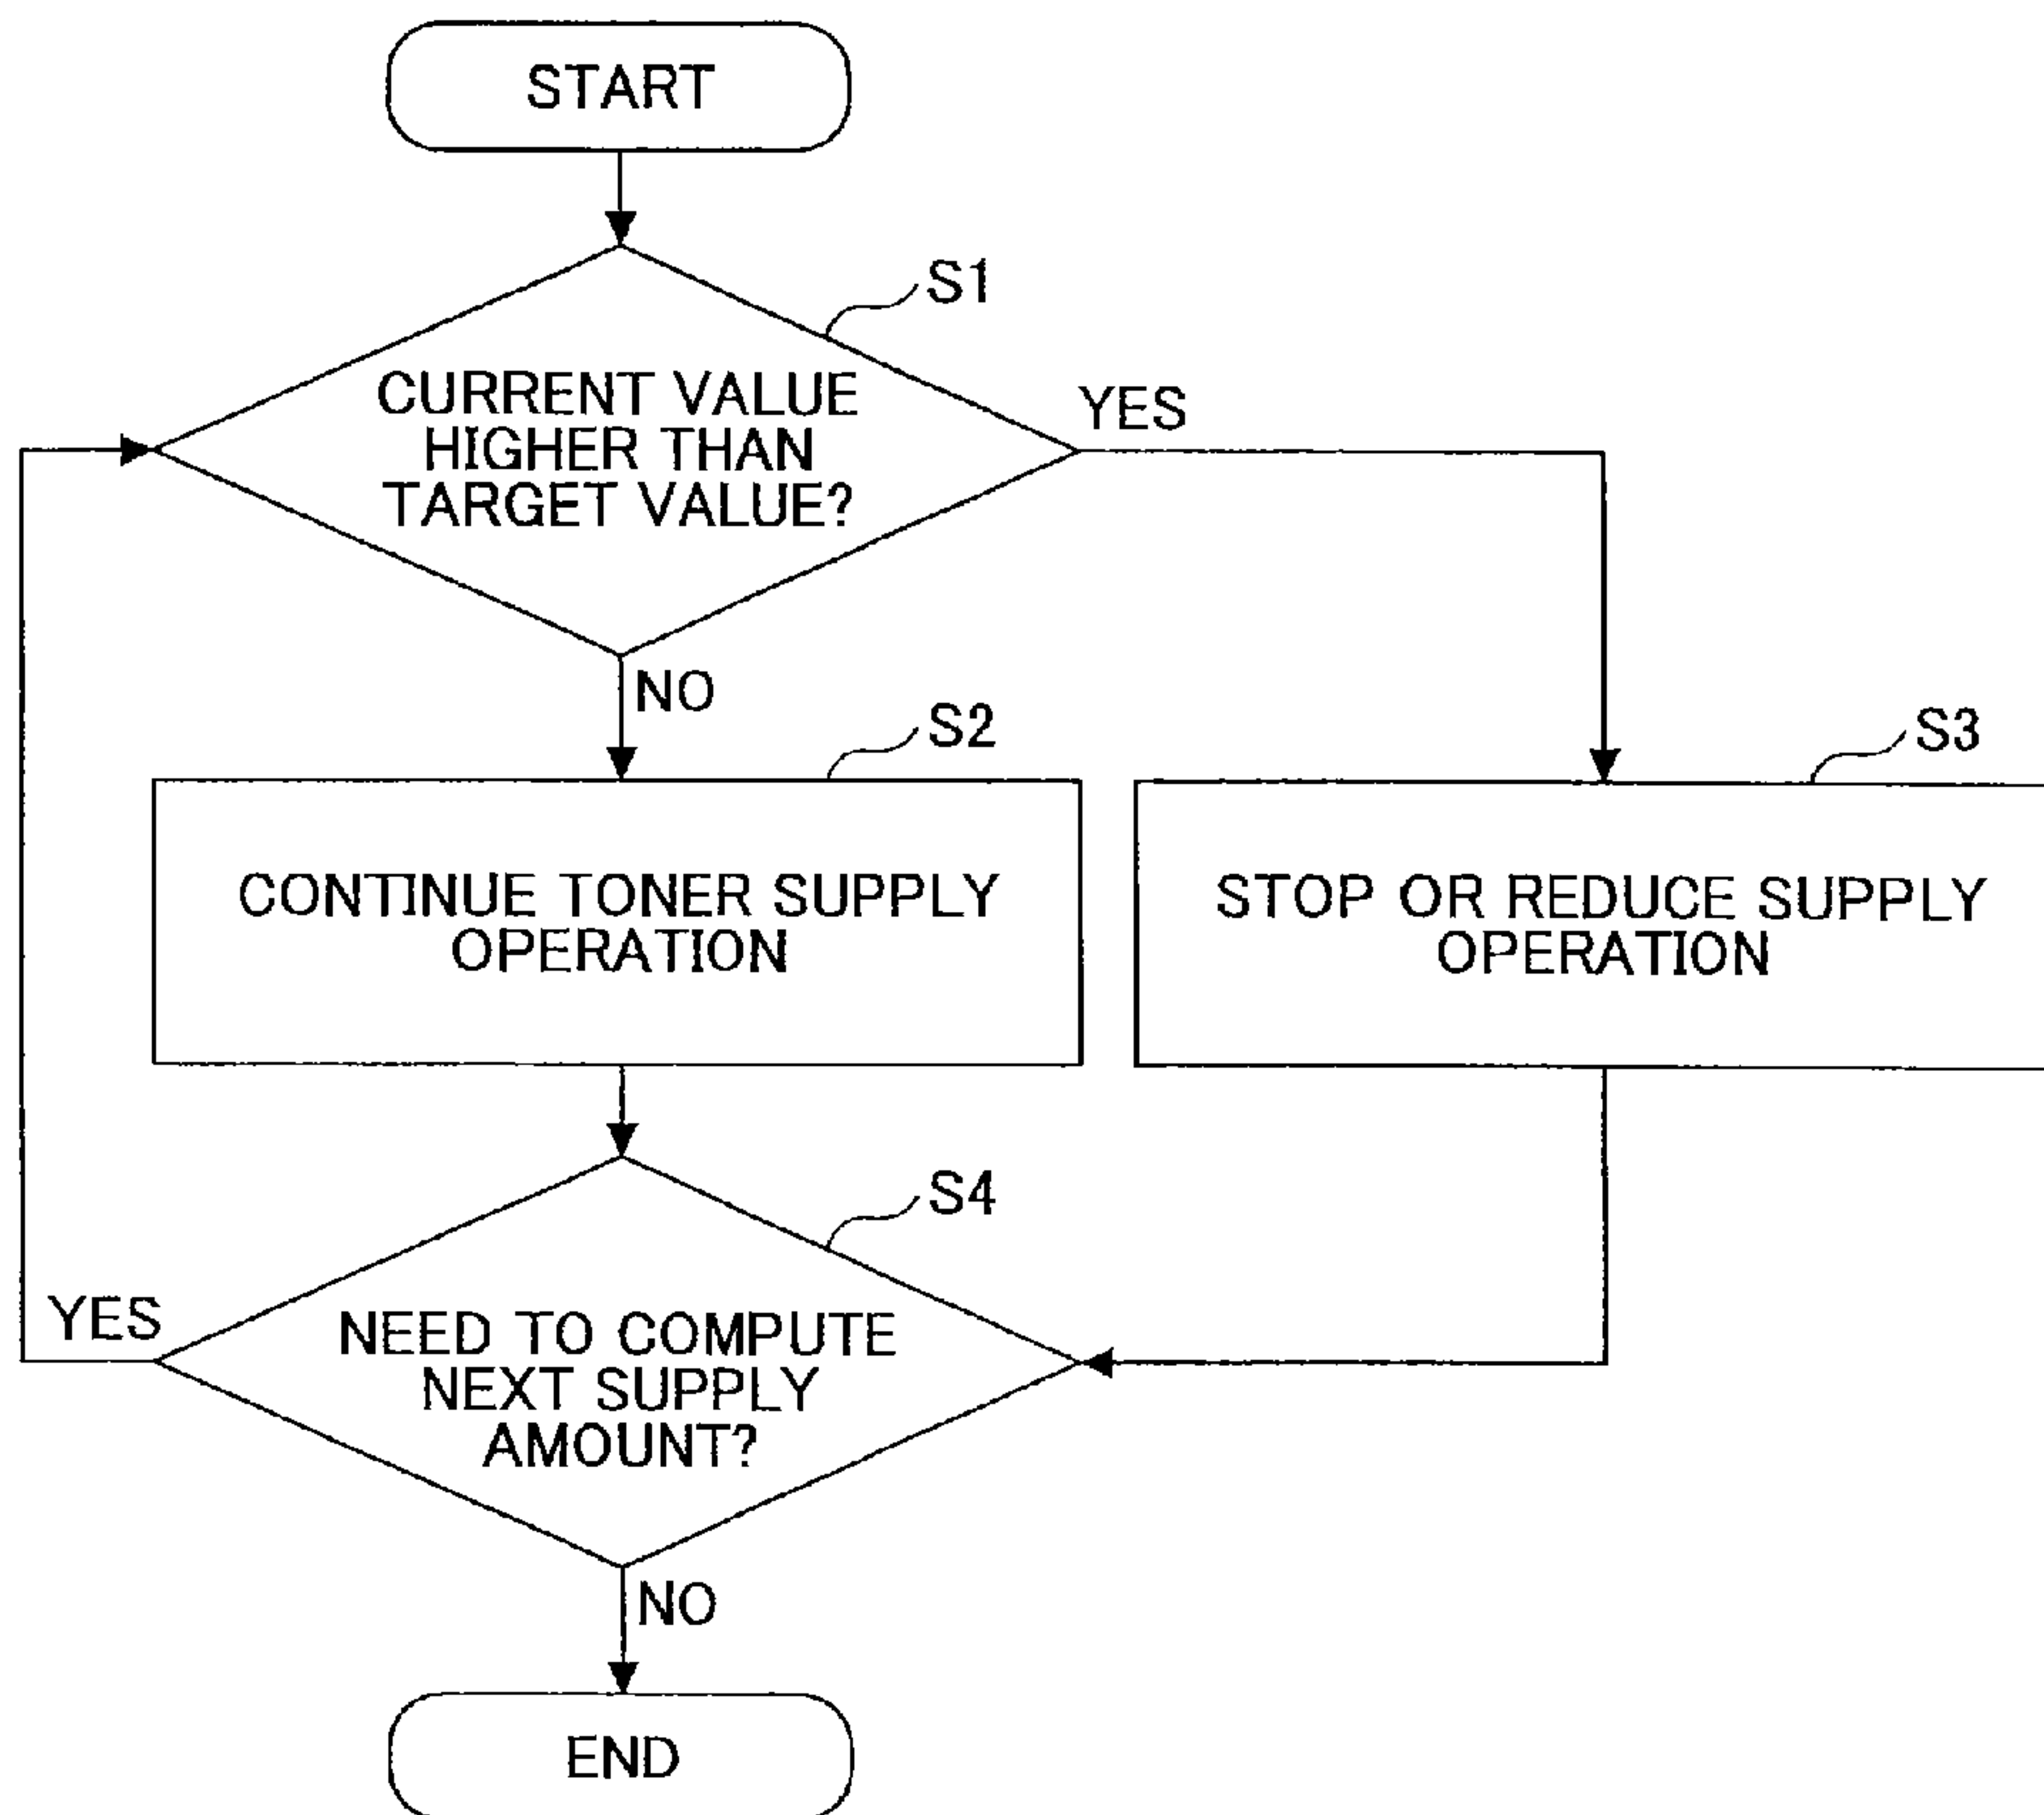 START
S1
CURRENT VALUE
HIGHER THAN
TARGET VALUE?
YES
NO
S2
CONTINUE TONER SUPPLY
OPERATION
S3
STOP OR REDUCE SUPPLY
OPERATION
S4
NEED TO COMPUTE
NEXT SUPPLY
AMOUNT?
YES
NO
END